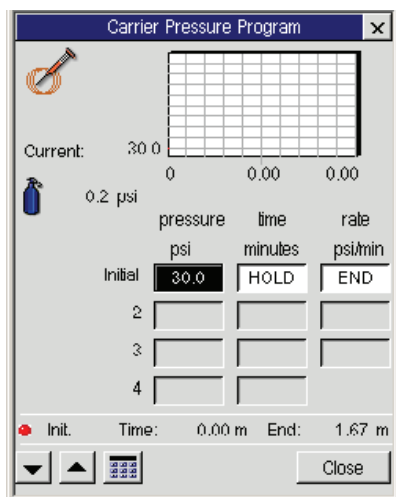 Carrier Pressure Program
Current: 30.0
0 0.00 0.00
0.2 psi
pressure time rate
psi minutes psi/min
Initial 30.0 HOLD END
2
3
4
Init. Time: 0.00 m End: 1.67 m
Close